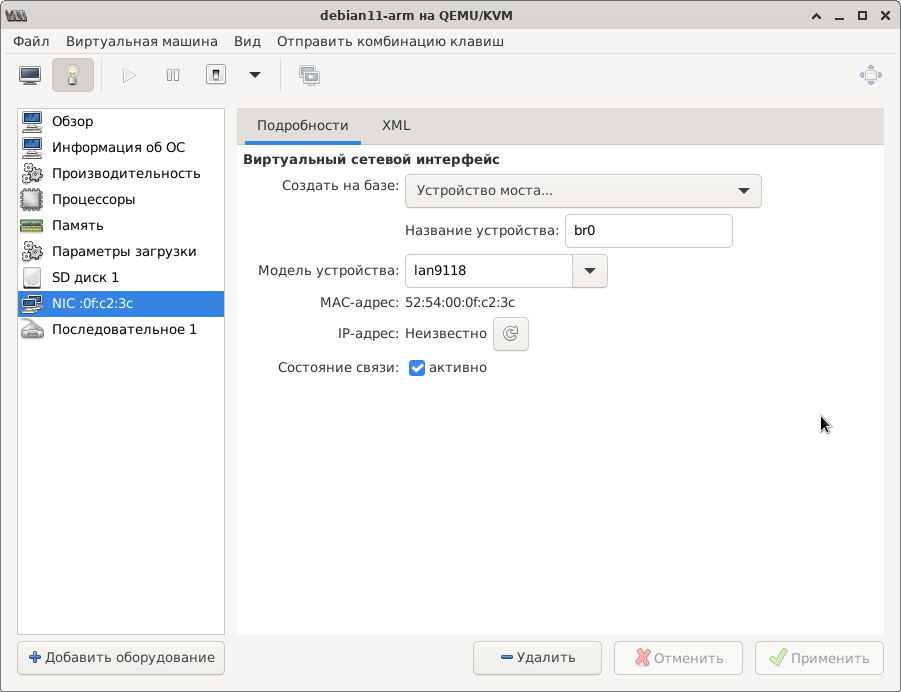 debian11-arm на QEMU/KVM
Файл Виртуальная машина Вид Отправить комбинацию клавиш
Обзор
Информация об ОС
Производительность
Процессоры
Память
Параметры загрузки
SD диск 1
NIC :0f:c2:3c
Последовательное 1
Подробности XML
Виртуальный сетевой интерфейс
Создать на базе: Устройство моста...
Название устройства: br0
Модель устройства: lan9118
MAC-адрес: 52:54:00:0f:c2:3c
IP-адрес: Неизвестно
Состояние связи: активно
Добавить оборудование Удалить Отменить Применить